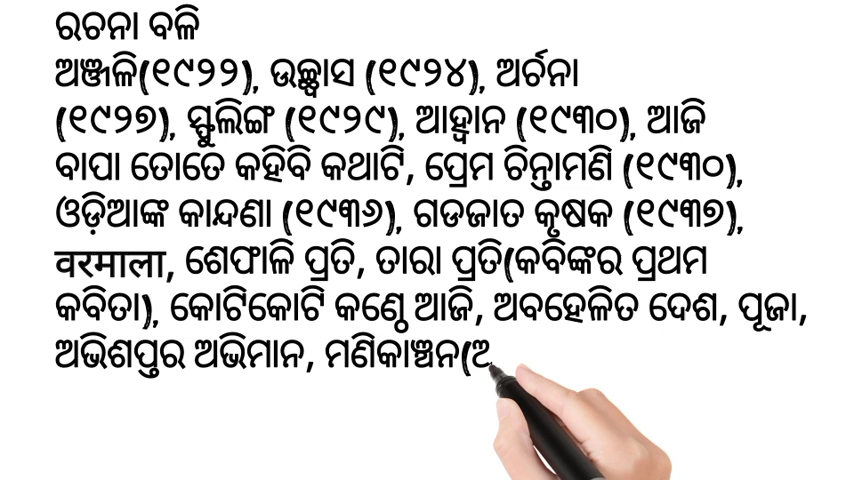 ରଚନା ବଳି
ଅଞ୍ଜଳି(୧୯୨୨), ଉଚ୍ଛ୍ୱାସ (୧୯୨୪), ଅର୍ଚନା
(୧୯୨୭), ସ୍ଫୁଲିଙ୍ଗ (୧୯୨୯), ଆହ୍ୱାନ (୧୯୩୦), ଆଜି
ବାପା ତୋତେ କହିବି କଥାଟି, ପ୍ରେମ ଚିନ୍ତାମଣି (୧୯୩୦),
ଓଡ଼ିଆଙ୍କ କାନ୍ଦଣା (୧୯୩୬), ଗଡଜାତ କୃଷକ (୧୯୩୭),
वरमाला, ଶେଫାଳି ପ୍ରତି, ତାରା ପ୍ରତି(କବିଙ୍କର ପ୍ରଥମ
କବିତା), କୋଟିକୋଟି କଣ୍ଠେ ଆଜି, ଅବହେଳିତ ଦେଶ, ପୂଜା,
ଅଭିଶପ୍ତର ଅଭିମାନ, ମଣିକାଞ୍ଚନ(ଅ